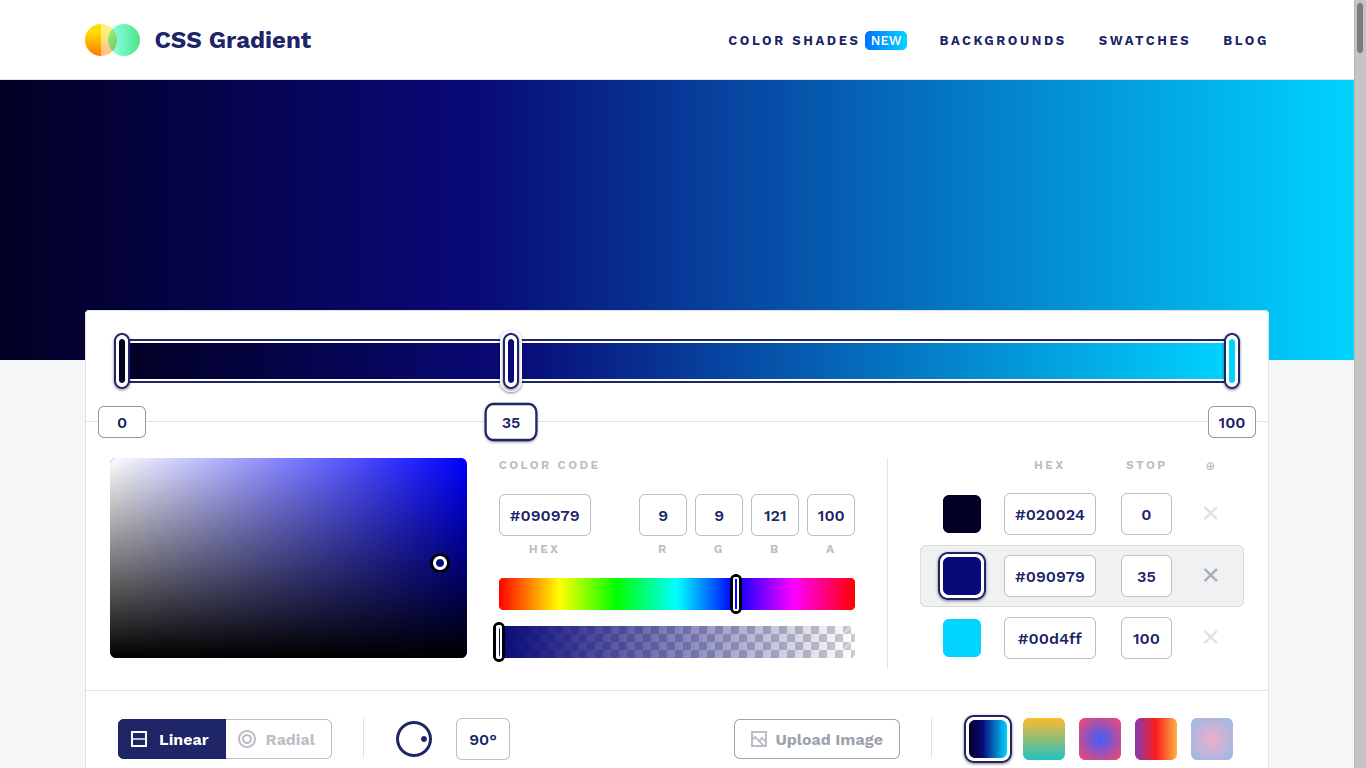 CSS Gradient
COLOR SHADES NEW BACKGROUNDS SWATCHES BLOG
0 35 100
COLOR CODE
#090979 9 9 121 100
HEX R G B A
HEX STOP
#020024 0
#090979 35
#00d4ff 100
Linear Radial 90° Upload Image